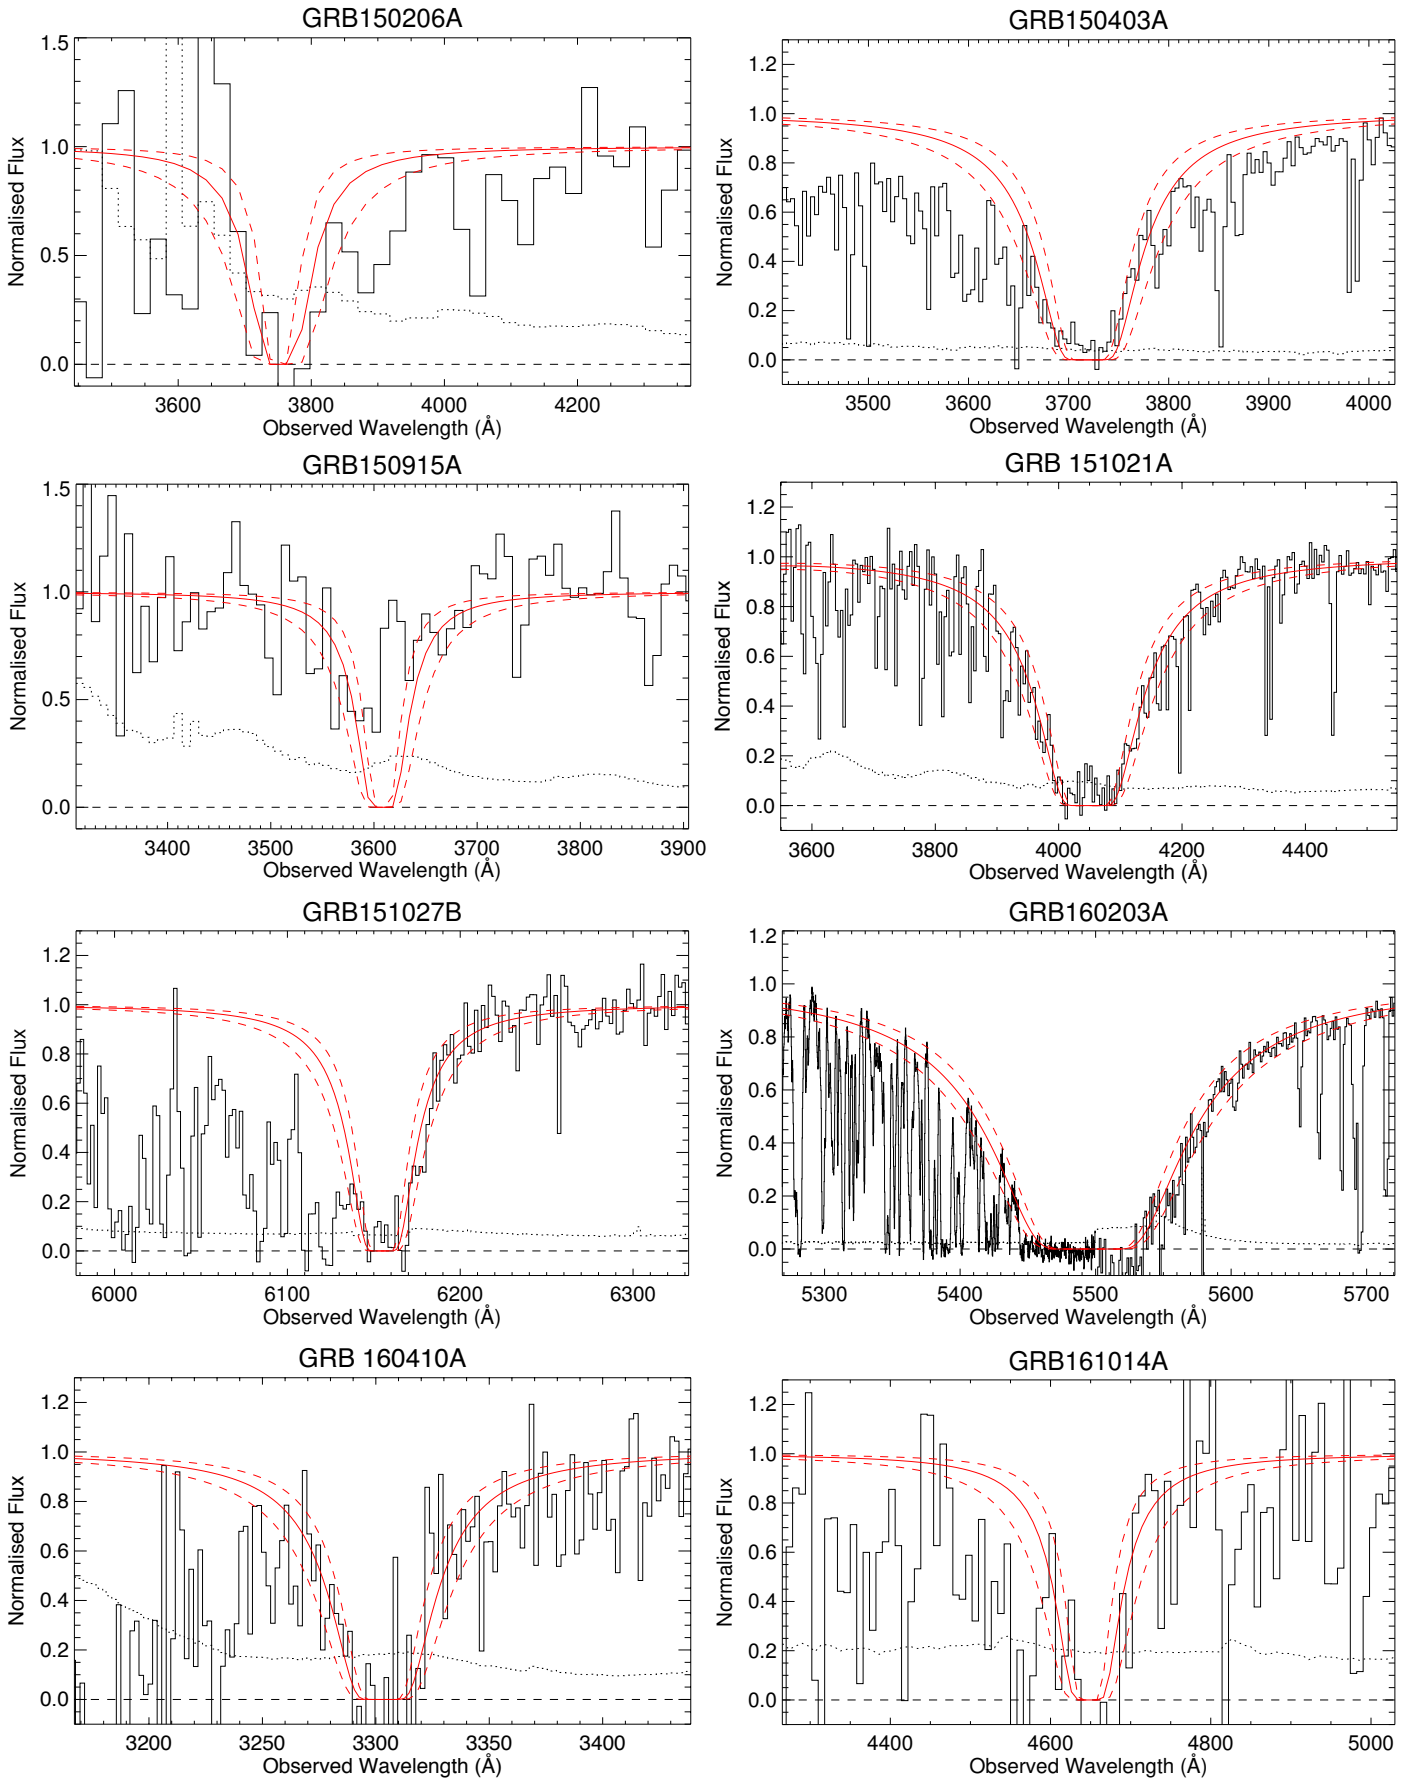 GRB150206A
1.5
1.0
0.5
0.0
Normalised Flux
3600 3800 4000 4200
Observed Wavelength (Å)
GRB150403A
1.2
1.0
0.8
0.6
0.4
0.2
0.0
Normalised Flux
3500 3600 3700 3800 3900 4000
Observed Wavelength (Å)
GRB150915A
1.5
1.0
0.5
0.0
Normalised Flux
3400 3500 3600 3700 3800 3900
Observed Wavelength (Å)
GRB 151021A
1.2
1.0
0.8
0.6
0.4
0.2
0.0
Normalised Flux
3600 3800 4000 4200 4400
Observed Wavelength (Å)
GRB151027B
1.2
1.0
0.8
0.6
0.4
0.2
0.0
Normalised Flux
6000 6100 6200 6300
Observed Wavelength (Å)
GRB160203A
1.2
1.0
0.8
0.6
0.4
0.2
0.0
Normalised Flux
5300 5400 5500 5600 5700
Observed Wavelength (Å)
GRB 160410A
1.2
1.0
0.8
0.6
0.4
0.2
0.0
Normalised Flux
3200 3250 3300 3350 3400
Observed Wavelength (Å)
GRB161014A
1.2
1.0
0.8
0.6
0.4
0.2
0.0
Normalised Flux
4400 4600 4800 5000
Observed Wavelength (Å)